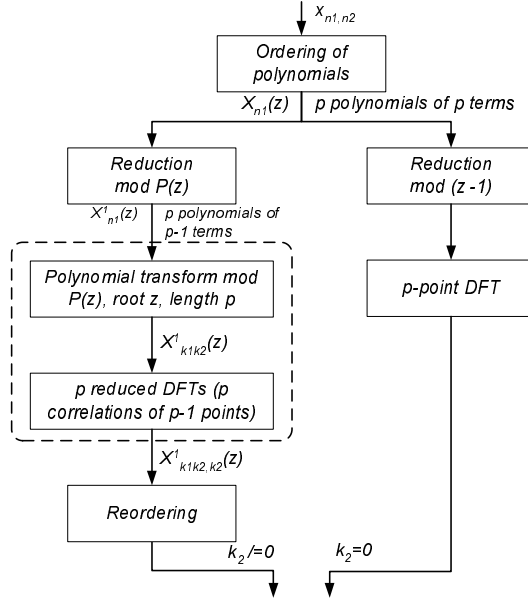 x_{n1,n2}
Ordering of
polynomials
X_{n1}(z) p polynomials of p terms
Reduction
mod P(z)
Reduction
mod (z -1)
X^1_{n1}(z) p polynomials of
p-1 terms
Polynomial transform mod
P(z), root z, length p
p-point DFT
X^1_{k1k2}(z)
p reduced DFTs (p
correlations of p-1 points)
X^1_{k1k2,k2}(z)
Reordering
k_2/=0
k_2=0